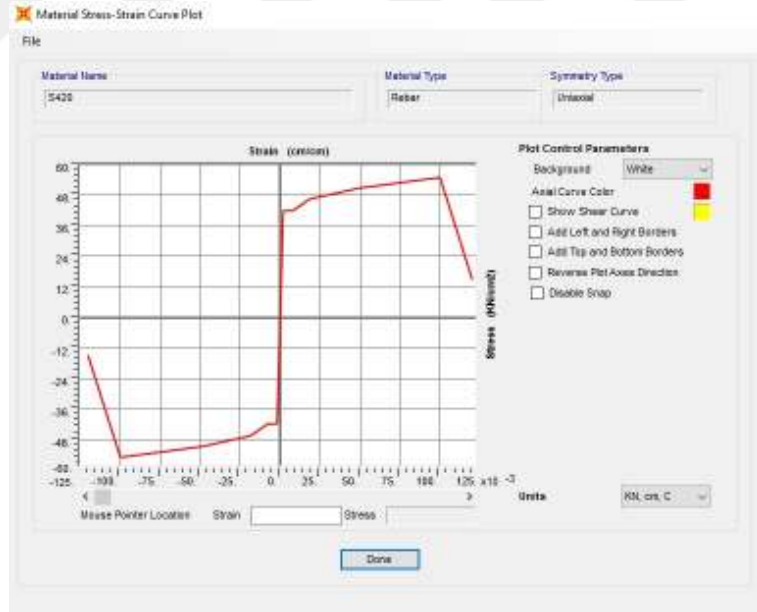 Material Stress-Strain Curve Plot
File
Material Name
Material Type
Symmetry Type
S420
Rebar
Uniaxial
Strain (cm/cm)
60.
48.
36.
24.
12.
0.
-12.
-24.
-36.
-48.
-60.
Stress (KN/cm2)
-125. -100. -75. -50. -25. 0. 25. 50. 75. 100. 125. x10 -3
Mouse Pointer Location Strain Stress
Plot Control Parameters
Background White
Axial Curve Color
Show Shear Curve
Add Left and Right Borders
Add Top and Bottom Borders
Reverse Plot Axes Direction
Disable Snap
Units KN, cm, C
Done